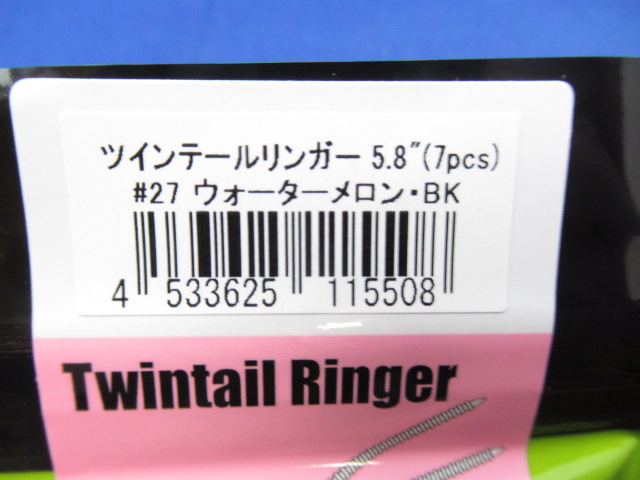 ツインテールリンガー 5.8"(7pcs)
#27 ウォーターメロン・BK
4 533625 115508
Twintail Ringer